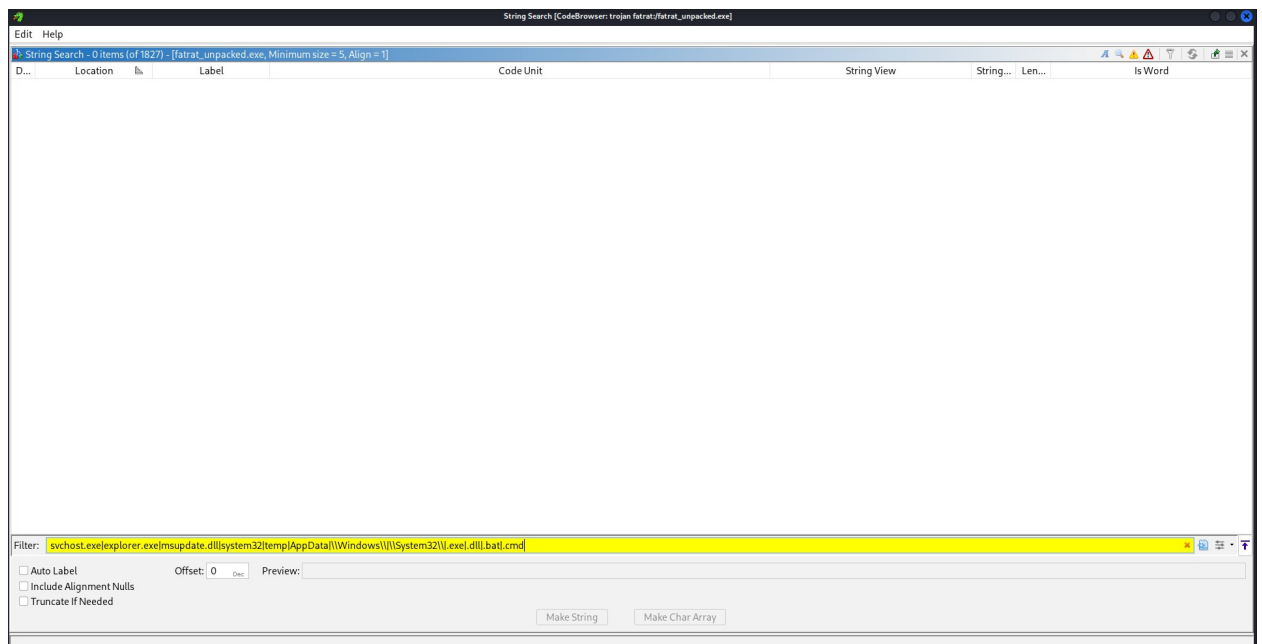 String Search [CodeBrowser: trojan fatrat:/fatrat_unpacked.exe]
Edit Help
String Search - 0 items (of 1827) - [fatrat_unpacked.exe, Minimum size = 5, Align = 1]
D... Location Label Code Unit String View String... Len... Is Word
Filter: svchost.exe|explorer.exe|msupdate.dll|system32|temp|AppData|\\Windows\\|\\System32\\|.exe|.dll|.bat|.cmd
Auto Label Offset: 0 Dec Preview:
Include Alignment Nulls
Truncate If Needed
Make String Make Char Array